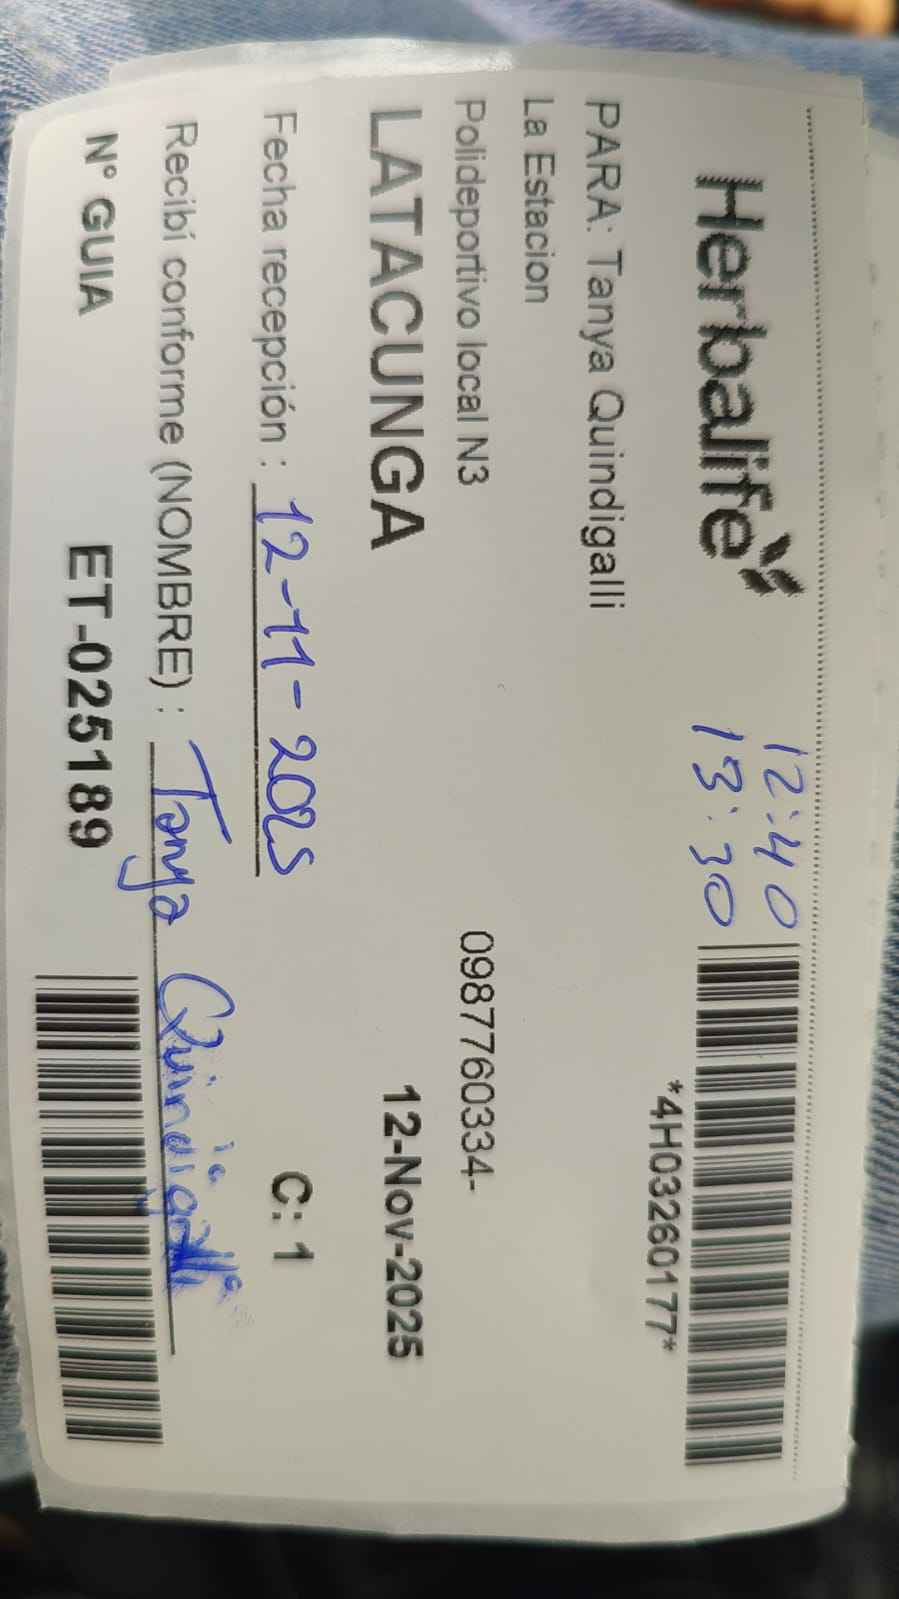 Herbalife
12:40
13:30
*4H03260177*
PARA: Tanya Quindigalli
La Estacion
Polideportivo local N3
0987760334-
LATACUNGA
12-Nov-2025
Fecha recepción : 12-11-2025
C: 1
Recibí conforme (NOMBRE) : Tanya Quindigalli
N° GUIA
ET-025189